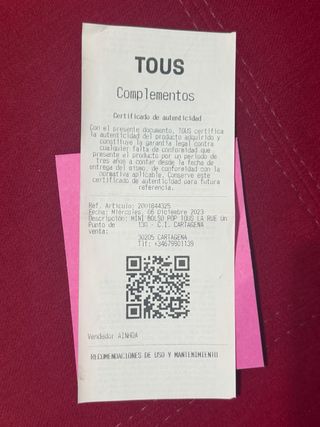 TOUS
Complementos
Certificado de autenticidad
Con el presente documento, TOUS certifica
la autenticidad del producto adquirido y
constituye la garantía legal contra
cualquier falta de conformidad que
presente el producto por un periodo de
tres años a contar desde la fecha de
entrega del mismo, de conformidad con la
normativa aplicable. Conserve este
certificado de autenticidad para futura
referencia.
Ref. Artículo: 2001844325
Fecha: Miércoles, 06 Diciembre 2023
Descripción: MINI BOLSO POP TOUS LA RUE UN
Punto de 130 - C.I. CARTAGENA
venta:
30205 CARTAGENA
Tlf: +34679901139
Vendedor: AINHOA
RECOMENDACIONES DE USO Y MANTENIMIENTO